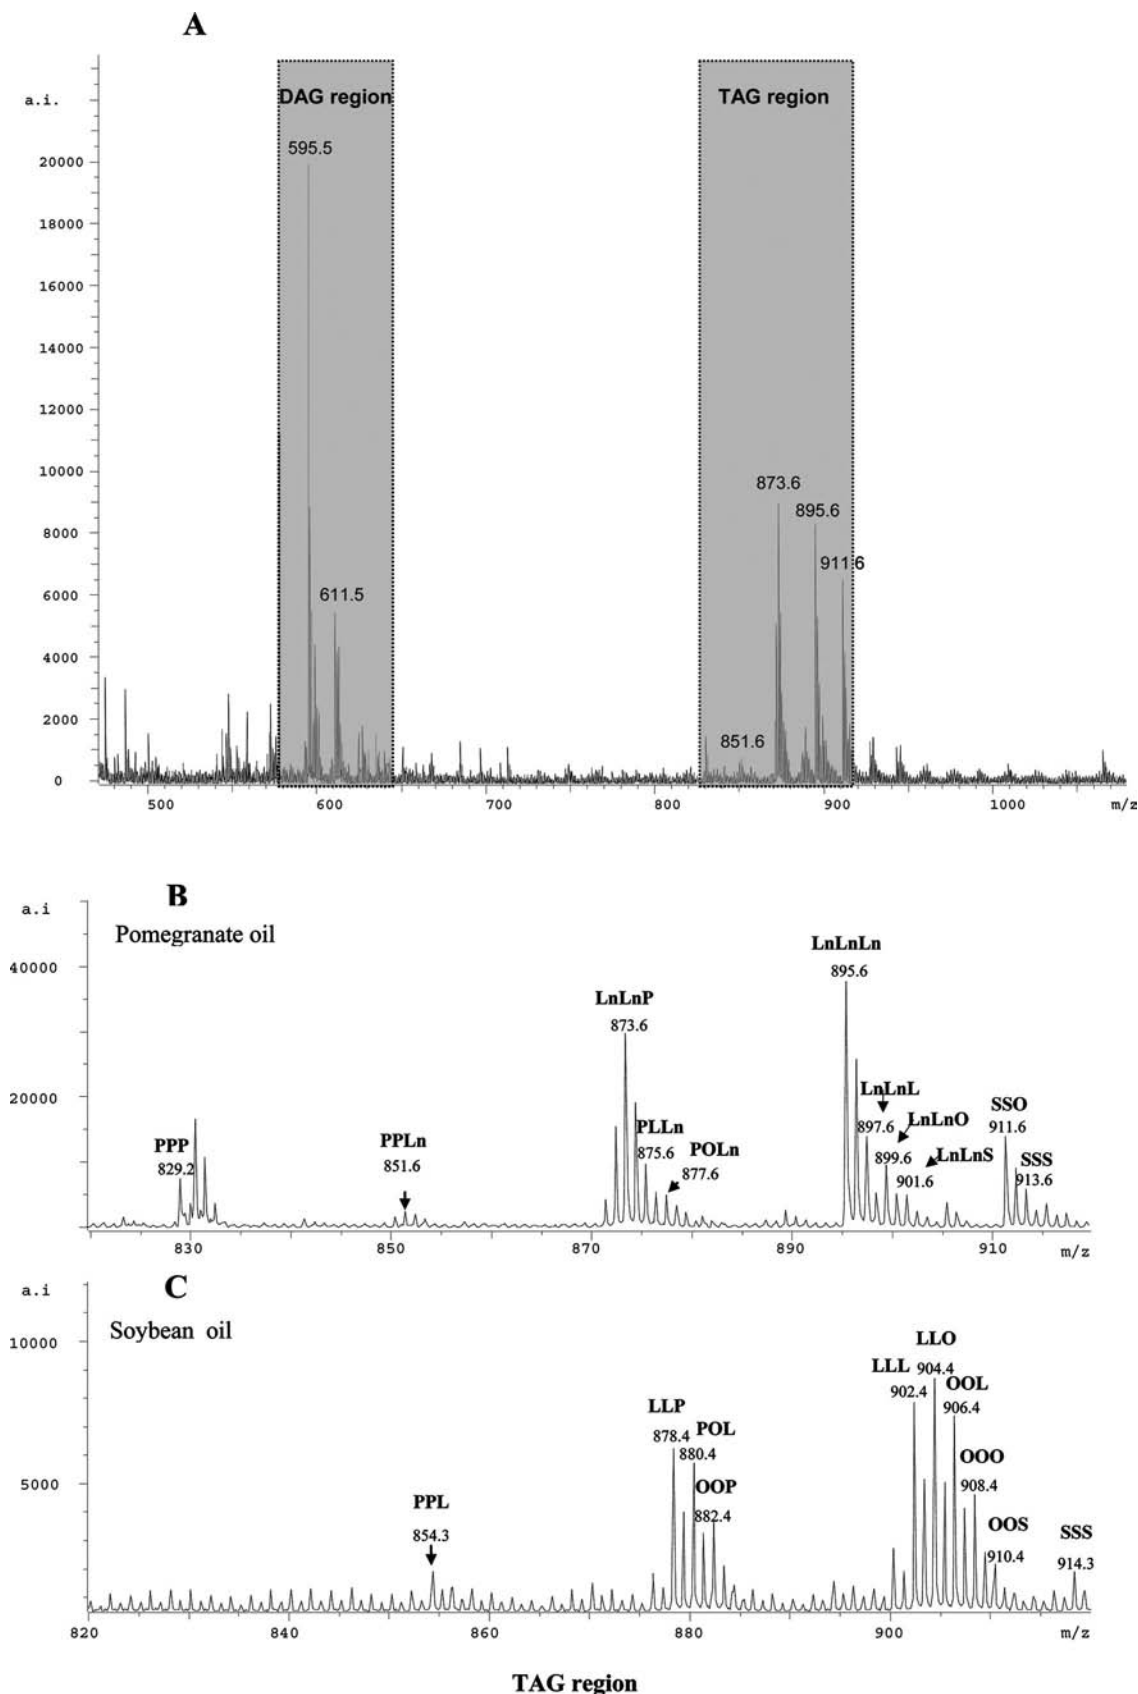 A
a.i.
DAG region
TAG region
595.5
20000
18000
16000
14000
12000
10000
873.6
895.6
8000
911.6
611.5
6000
4000
2000
851.6
0
500
600
700
800
900
1000
m/z
B
a.i
Pomegranate oil
LnLnLn
40000
895.6
LnLnP
873.6
20000
LnLnL
SSO
PPP
PPLn
PLLn
897.6
LnLnO
911.6
829.2
851.6
875.6
POLn
899.6
LnLnS
SSS
877.6
901.6
913.6
830
850
870
890
910
m/z
C
a.i
Soybean oil
10000
LLO
LLL
904.4
902.4
OOL
LLP
906.4
878.4
POL
880.4
OOO
5000
PPL
OOP
908.4
882.4
854.3
OOS
SSS
910.4
914.3
820
840
860
880
900
m/z
TAG region